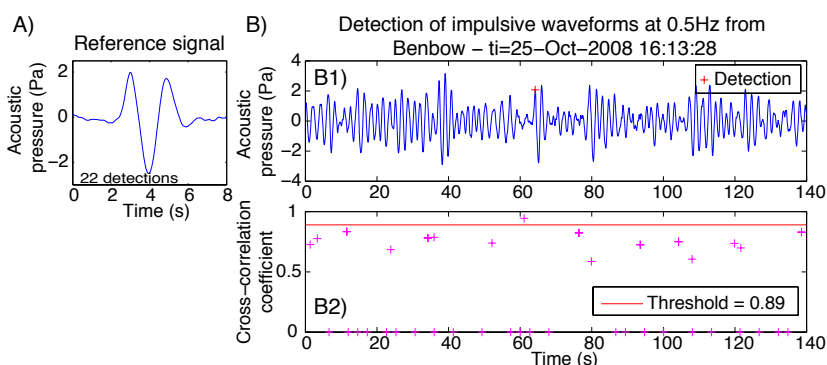 A)
Reference signal
Acoustic
pressure (Pa)
2
0
−2
22 detections
0 2 4 6 8
Time (s)
B)
Detection of impulsive waveforms at 0.5Hz from
Benbow − ti=25−Oct−2008 16:13:28
B1)
+ Detection
Acoustic
pressure (Pa)
4
2
0
−2
−4
0 20 40 60 80 100 120 140
Cross−correlation
coefficient
1
0.5
0
B2)
Threshold = 0.89
0 20 40 60 80 100 120 140
Time (s)